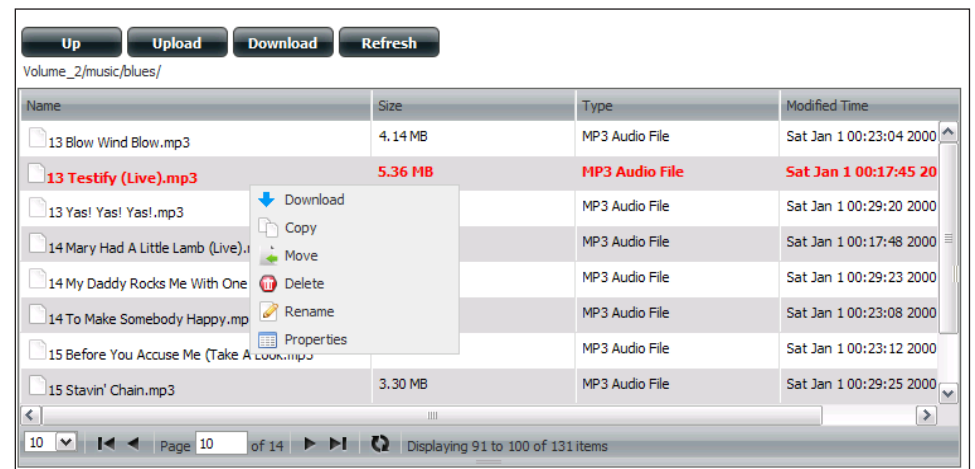 Up Upload Download Refresh
Volume_2/music/blues/
Name Size Type Modified Time
13 Blow Wind Blow.mp3 4.14 MB MP3 Audio File Sat Jan 1 00:23:04 2000
13 Testify (Live).mp3 5.36 MB MP3 Audio File Sat Jan 1 00:17:45 20
Download
13 Yas! Yas! Yas!.mp3 MP3 Audio File Sat Jan 1 00:29:20 2000
Copy
14 Mary Had A Little Lamb (Live). MP3 Audio File Sat Jan 1 00:17:48 2000
Move
14 My Daddy Rocks Me With One MP3 Audio File Sat Jan 1 00:29:23 2000
Delete
14 To Make Somebody Happy.mp MP3 Audio File Sat Jan 1 00:23:08 2000
Rename
Properties
15 Before You Accuse Me (Take A Look.mp3 MP3 Audio File Sat Jan 1 00:23:12 2000
15 Stavin' Chain.mp3 3.30 MB MP3 Audio File Sat Jan 1 00:29:25 2000
10 Page 10 of 14 Displaying 91 to 100 of 131 items